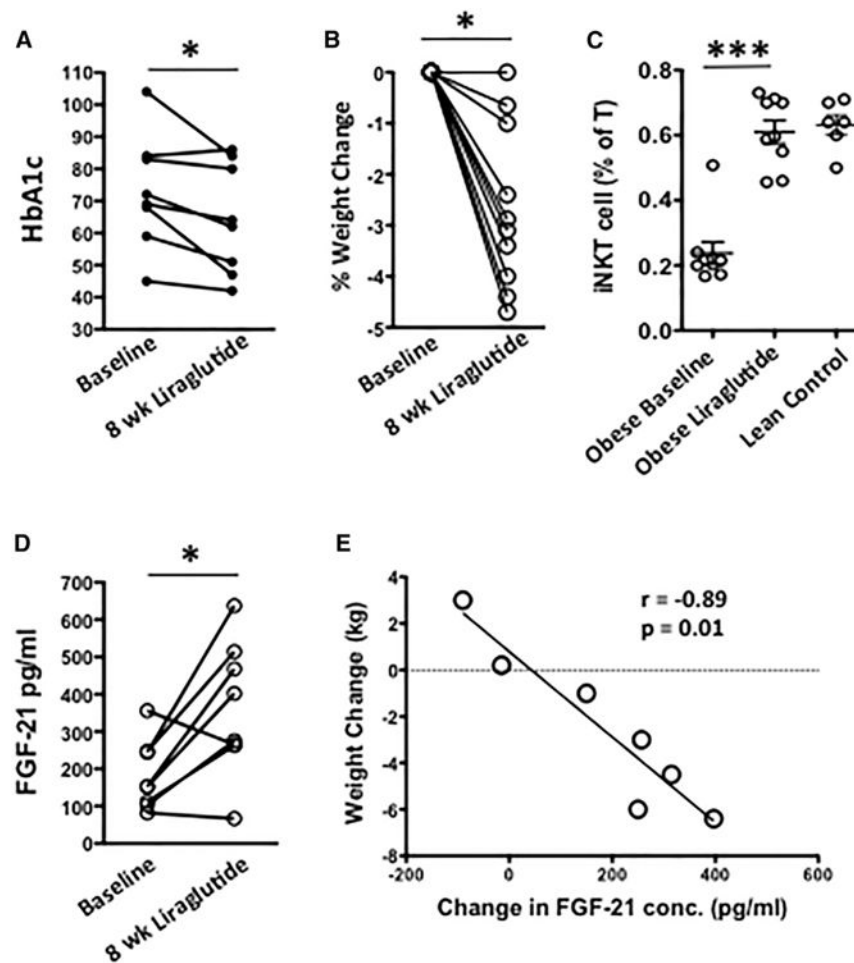 A
*
HbA1c
110
100
90
80
70
60
50
40
30
Baseline
8 wk Liraglutide
B
*
% Weight Change
0
-1
-2
-3
-4
-5
Baseline
8 wk Liraglutide
C
***
iNKT cell (% of T)
0.8
0.6
0.4
0.2
0.0
Obese Baseline
Obese Liraglutide
Lean Control
D
*
FGF-21 pg/ml
700
600
500
400
300
200
100
0
Baseline
8 wk Liraglutide
E
r = -0.89
p = 0.01
Weight Change (kg)
4
2
0
-2
-4
-6
-8
-200 0 200 400 600
Change in FGF-21 conc. (pg/ml)